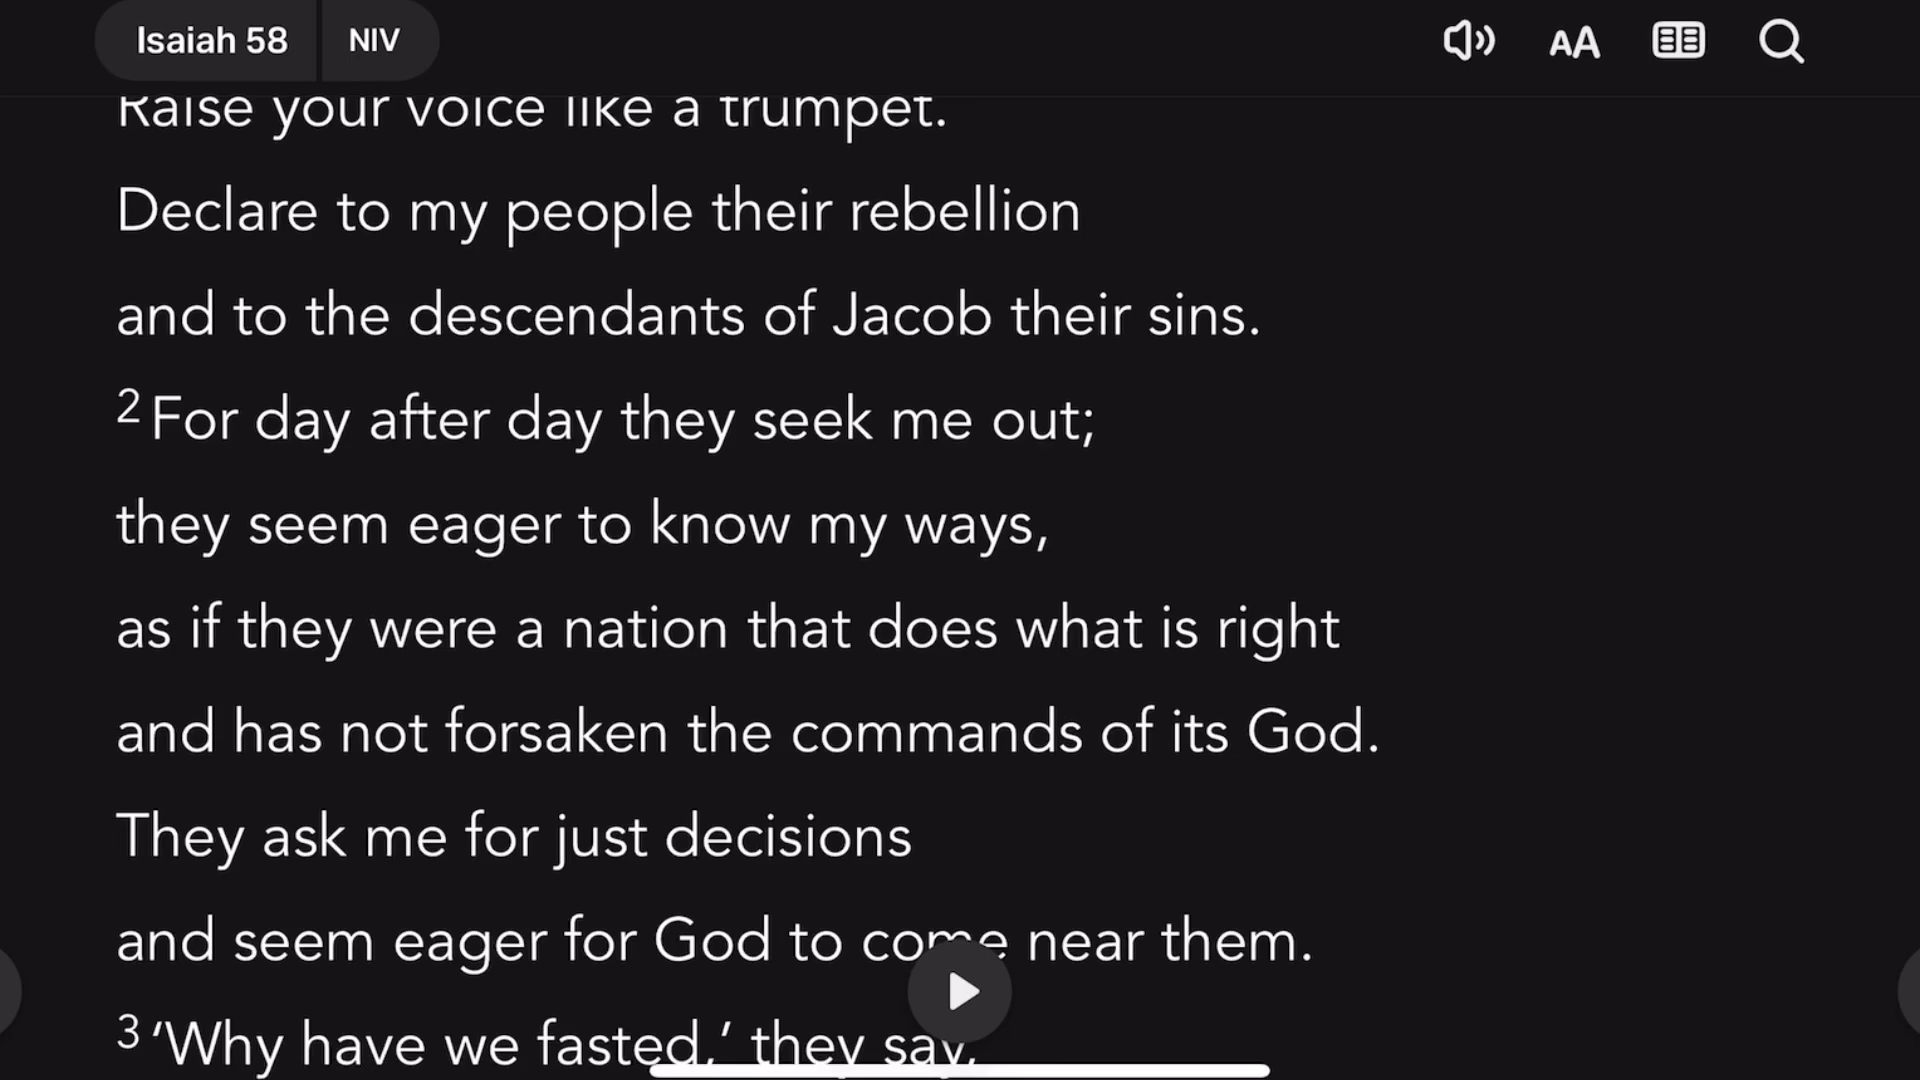 Isaiah 58 NIV AA
Raise your voice like a trumpet.
Declare to my people their rebellion
and to the descendants of Jacob their sins.
2 For day after day they seek me out;
they seem eager to know my ways,
as if they were a nation that does what is right
and has not forsaken the commands of its God.
They ask me for just decisions
and seem eager for God to come near them.
3 ‘Why have we fasted,’ they say,